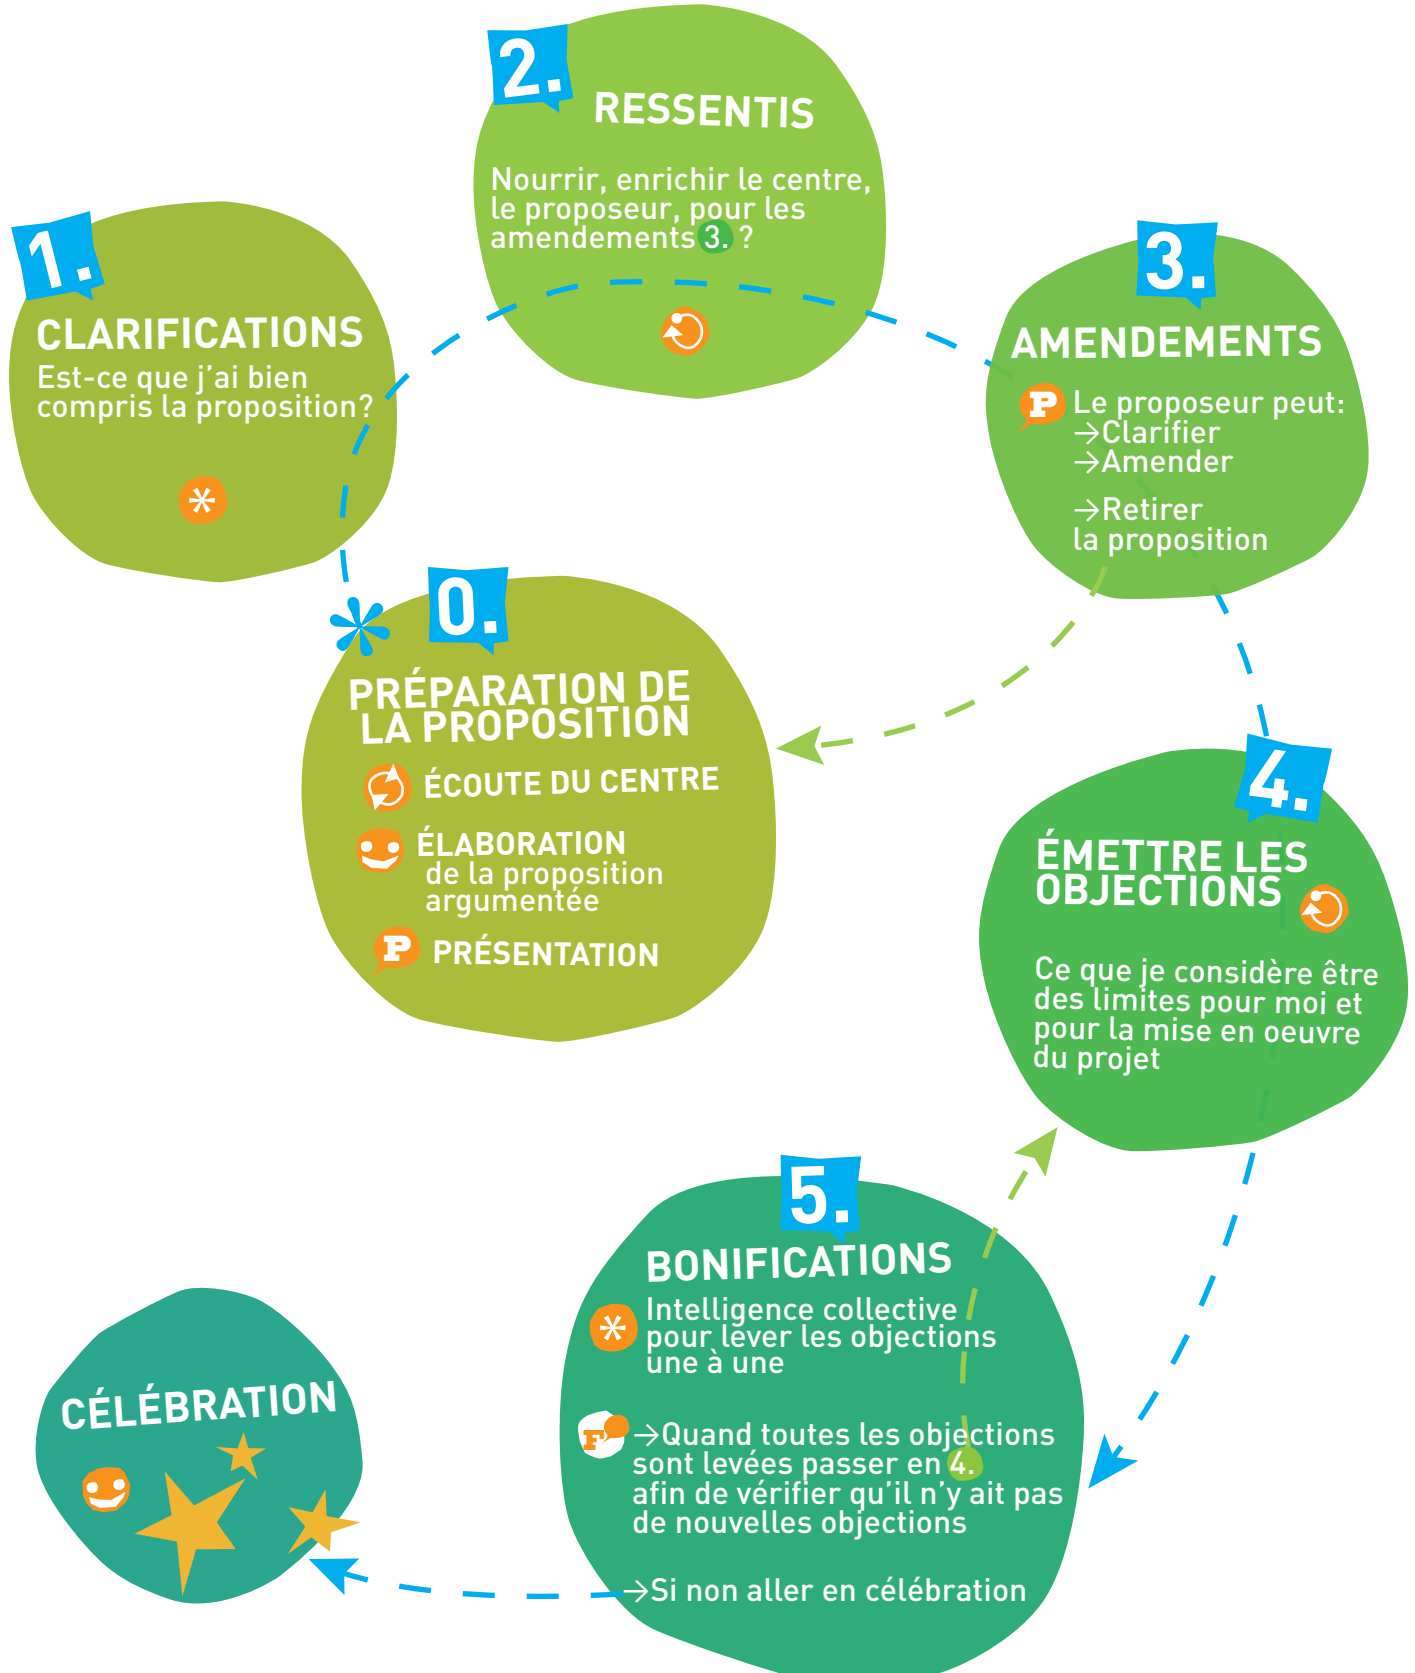 0.
PRÉPARATION DE
LA PROPOSITION
ÉCOUTE DU CENTRE
ÉLABORATION
de la proposition
argumentée
P PRÉSENTATION
1.
CLARIFICATIONS
Est-ce que j'ai bien
compris la proposition?
*
2.
RESSENTIS
Nourrir, enrichir le centre,
le proposeur, pour les
amendements 3. ?
3.
AMENDEMENTS
P Le proposeur peut:
→Clarifier
→Amender
→Retirer
la proposition
4.
ÉMETTRE LES
OBJECTIONS
Ce que je considère être
des limites pour moi et
pour la mise en oeuvre
du projet
5.
BONIFICATIONS
* Intelligence collective
pour lever les objections
une à une
F →Quand toutes les objections
sont levées passer en 4.
afin de vérifier qu'il n'y ait pas
de nouvelles objections
→Si non aller en célébration
CÉLÉBRATION